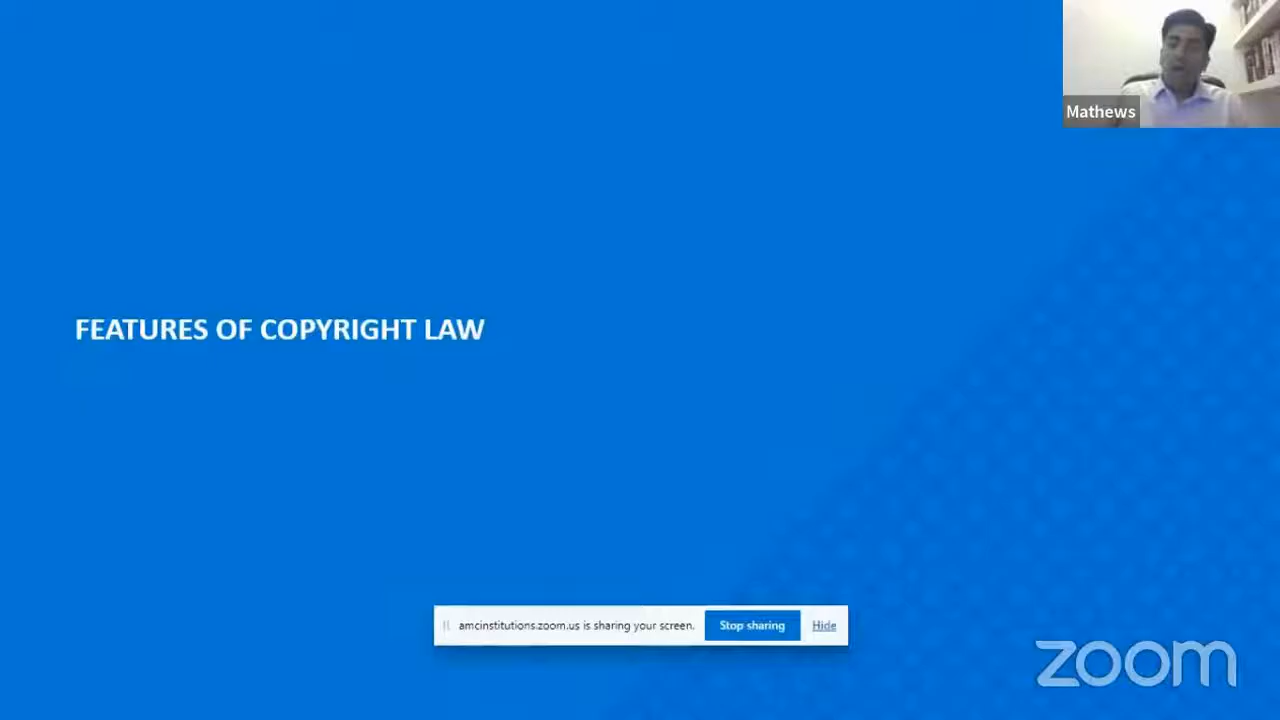 Mathews
FEATURES OF COPYRIGHT LAW
amcinstitutions.zoom.us is sharing your screen. Stop sharing Hide
zoom